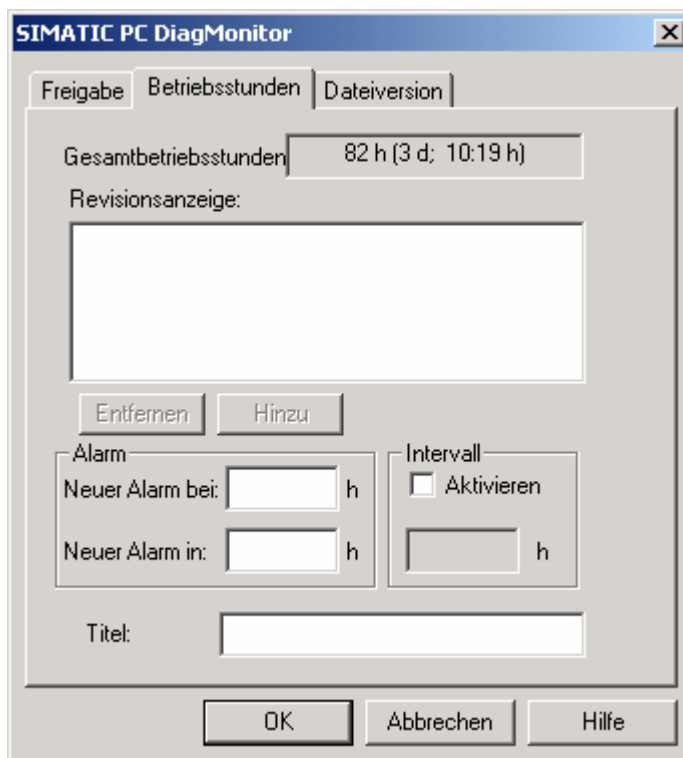 SIMATIC PC DiagMonitor
Freigabe Betriebsstunden Dateiversion
Gesamtbetriebsstunden 82 h (3 d; 10:19 h)
Revisionsanzeige:
Entfernen Hinzu
Alarm Intervall
Neuer Alarm bei: h Aktivieren
Neuer Alarm in: h h
Titel:
OK Abbrechen Hilfe